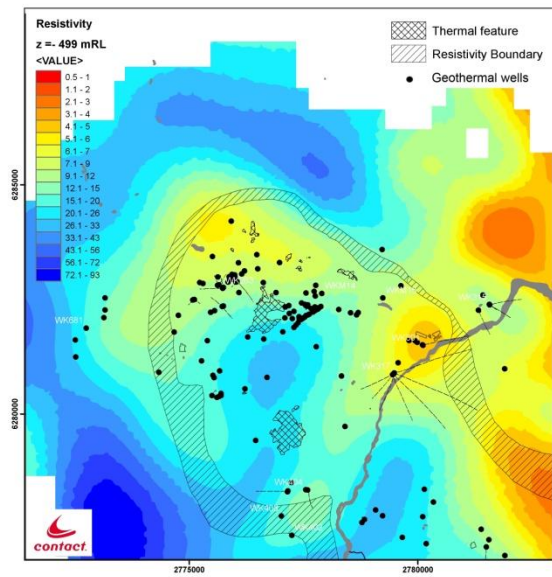 Resistivity
z =- 499 mRL
<VALUE>
0.5 - 1
1.1 - 2
2.1 - 3
3.1 - 4
4.1 - 5
5.1 - 6
6.1 - 7
7.1 - 9
9.1 - 12
12.1 - 15
15.1 - 20
20.1 - 26
26.1 - 33
33.1 - 43
43.1 - 56
56.1 - 72
72.1 - 93
Thermal feature
Resistivity Boundary
Geothermal wells
6285000
WK681
6280000
contact.
2775000
2780000